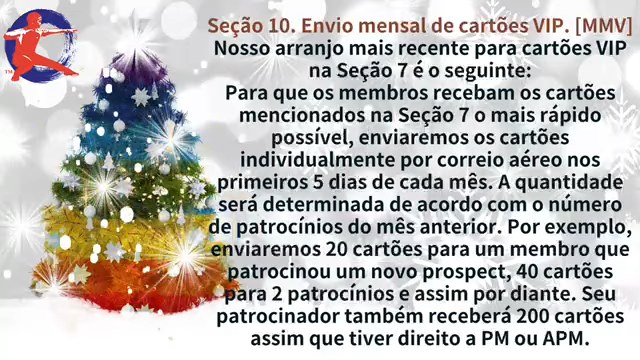 Seção 10. Envio mensal de cartões VIP. [MMV]
Nosso arranjo mais recente para cartões VIP
na Seção 7 é o seguinte:
Para que os membros recebam os cartões
mencionados na Seção 7 o mais rápido
possível, enviaremos os cartões
individualmente por correio aéreo nos
primeiros 5 dias de cada mês. A quantidade
será determinada de acordo com o número
de patrocínios do mês anterior. Por exemplo,
enviaremos 20 cartões para um membro que
patrocinou um novo prospect, 40 cartões
para 2 patrocínios e assim por diante. Seu
patrocinador também receberá 200 cartões
assim que tiver direito a PM ou APM.
TM